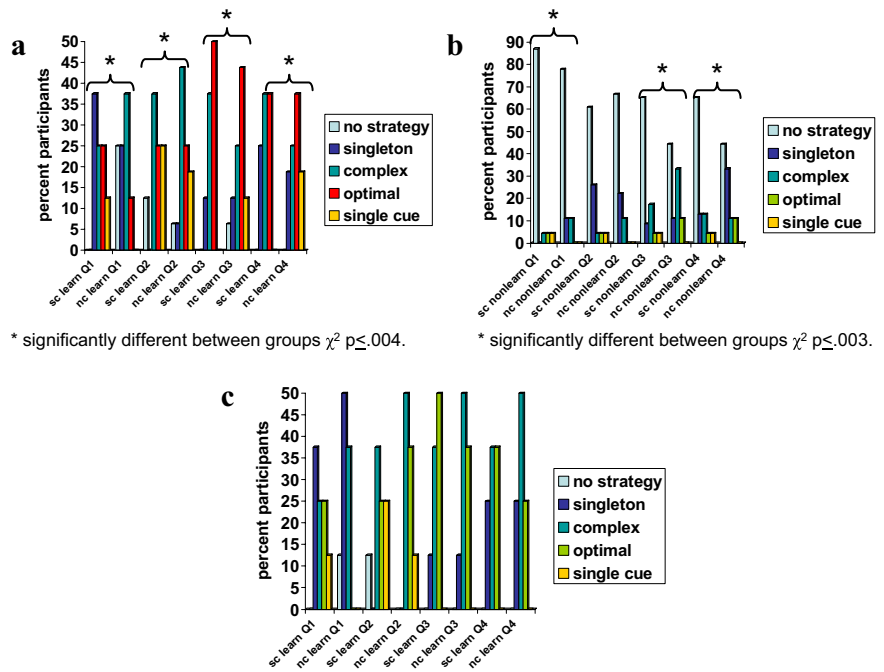 a
*
*
*
*
percent participants
50
45
40
35
30
25
20
15
10
5
0
sc learn Q1
nc learn Q1
sc learn Q2
nc learn Q2
sc learn Q3
nc learn Q3
sc learn Q4
nc learn Q4
no strategy
singleton
complex
optimal
single cue
* significantly different between groups χ² p≤.004.
b
*
*
*
percent participants
90
80
70
60
50
40
30
20
10
0
sc nonlearn Q1
nc nonlearn Q1
sc nonlearn Q2
nc nonlearn Q2
sc nonlearn Q3
nc nonlearn Q3
sc nonlearn Q4
nc nonlearn Q4
no strategy
singleton
complex
optimal
single cue
* significantly different between groups χ² p≤.003.
c
percent participants
50
45
40
35
30
25
20
15
10
5
0
sc learn Q1
nc learn Q1
sc learn Q2
nc learn Q2
sc learn Q3
nc learn Q3
sc learn Q4
nc learn Q4
no strategy
singleton
complex
optimal
single cue